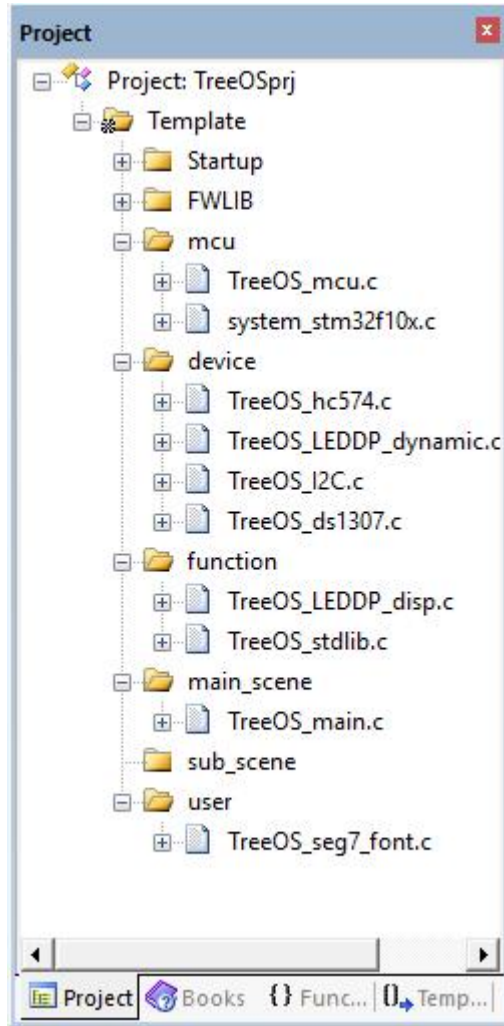 Project
Project: TreeOSprj
Template
Startup
FWLIB
mcu
TreeOS_mcu.c
system_stm32f10x.c
device
TreeOS_hc574.c
TreeOS_LEDDP_dynamic.c
TreeOS_I2C.c
TreeOS_ds1307.c
function
TreeOS_LEDDP_disp.c
TreeOS_stdlib.c
main_scene
TreeOS_main.c
sub_scene
user
TreeOS_seg7_font.c
Project Books {} Func... Temp...